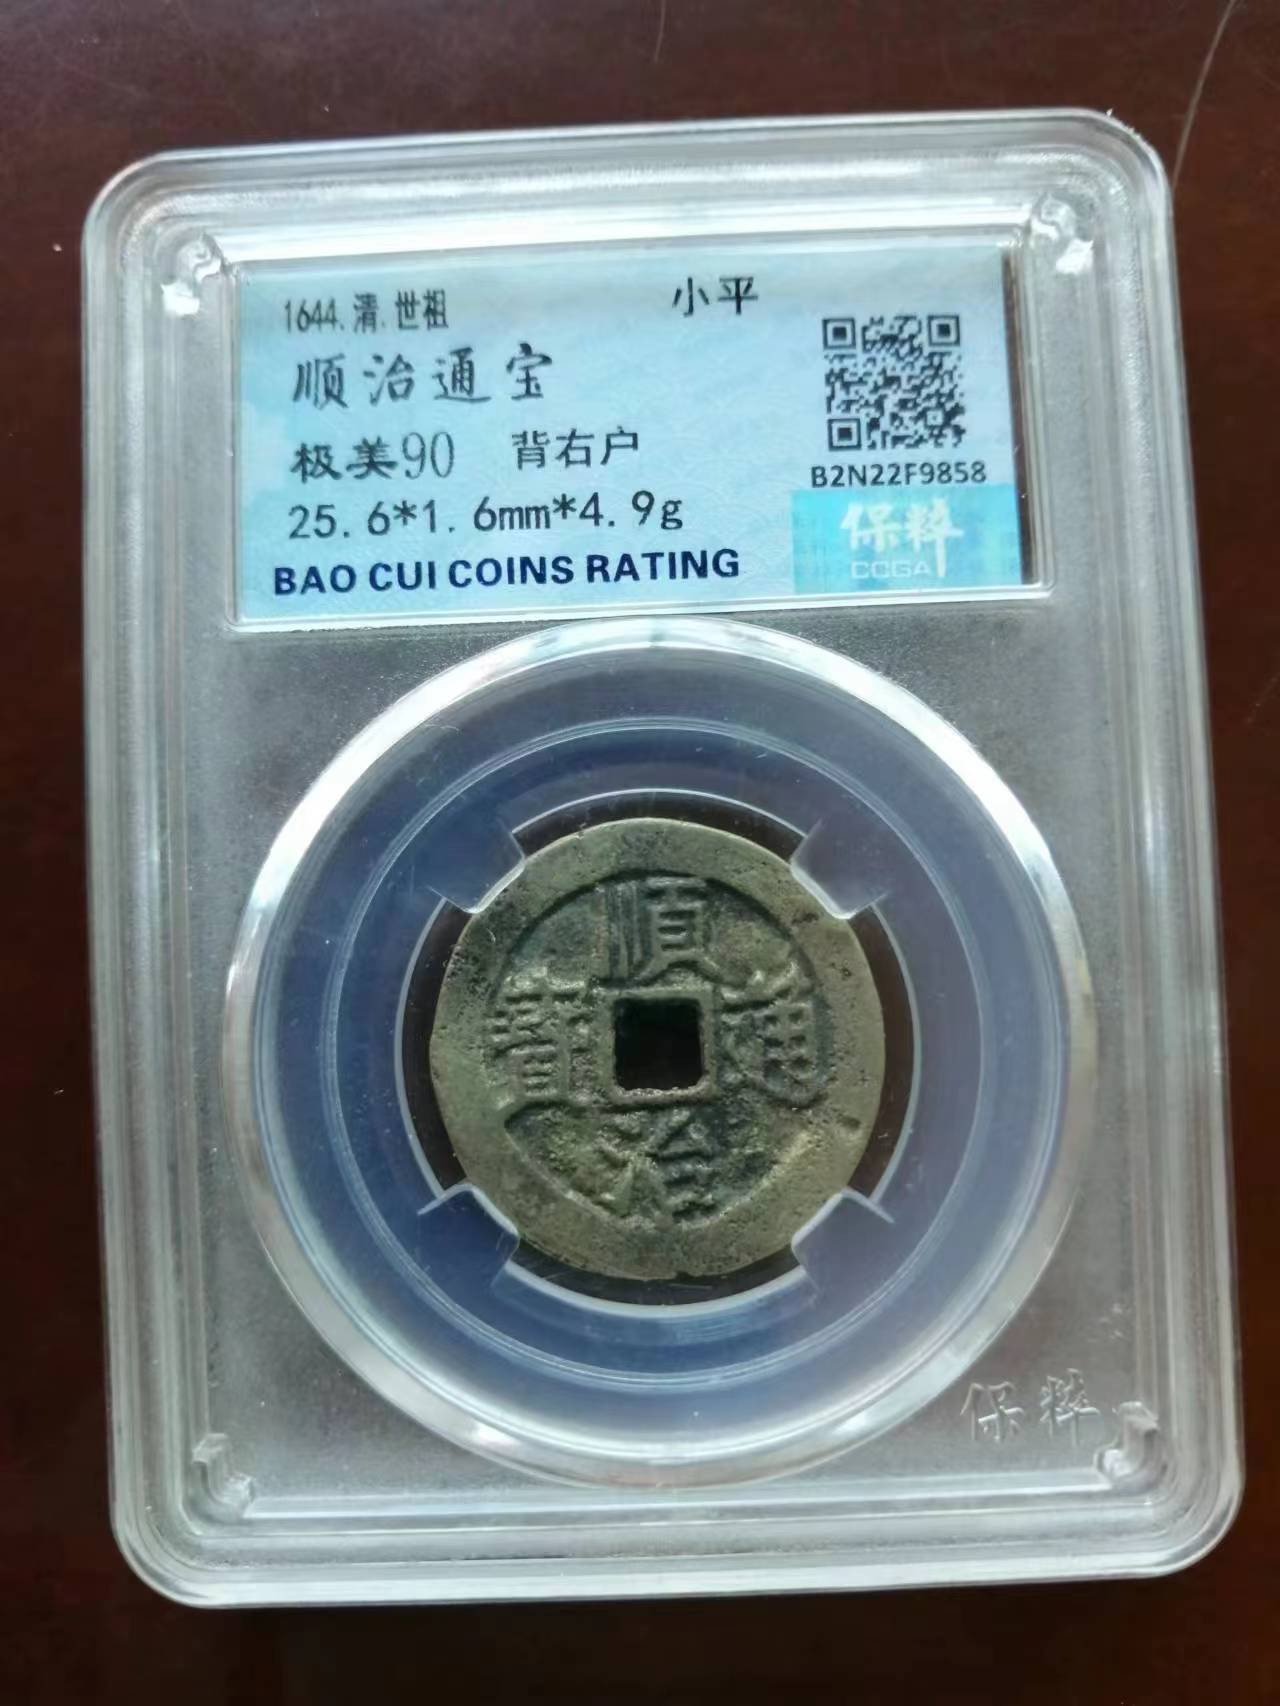 1644.清.世祖
小平
顺治通宝
极美90 背右户
B2N22F9858
25.6*1.6mm*4.9g
保粹
CCGA
BAO CUI COINS RATING
順
寶 通
治
保粹